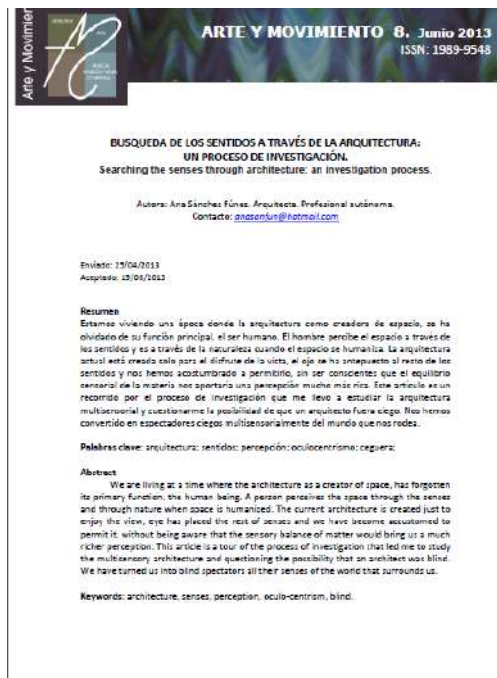 Arte y Movimiento
ARTE Y MOVIMIENTO 8. Junio 2013
ISSN: 1989-9548
BUSQUEDA DE LOS SENTIDOS A TRAVÉS DE LA ARQUITECTURA:
UN PROCESO DE INVESTIGACIÓN.
Searching the senses through architecture: an investigation process.
Autora: Ana Sánchez Fúnez. Arquitecta. Profesional autónoma.
Contacto: anasanfun@hotmail.com
Enviado: 25/04/2013
Aceptado: 15/06/2013
Resumen
Estamos viviendo una época donde la arquitectura como creadora de espacio, se ha
olvidado de su función principal, el ser humano. El hombre percibe el espacio a través de
los sentidos y es a través de la naturaleza cuando el espacio se humaniza. La arquitectura
actual está creada solo para el disfrute de la vista, el ojo se ha antepuesto al resto de los
sentidos y nos hemos acostumbrado a permitirlo, sin ser conscientes que el equilibrio
sensorial de la materia nos aportaría una percepción mucho más rica. Este artículo es un
recorrido por el proceso de investigación que me llevo a estudiar la arquitectura
multisensorial y cuestionarme la posibilidad de que un arquitecto fuera ciego. Nos hemos
convertido en espectadores ciegos multisensorialmente del mundo que nos rodea.
Palabras clave: arquitectura; sentidos; percepción; oculocentrismo; ceguera;
Abstract
We are living at a time where the architecture as a creator of space, has forgotten
its primary function, the human being. A person perceives the space through the senses
and through nature when space is humanized. The current architecture is created just to
enjoy the view, eye has placed the rest of senses and we have become accustomed to
permit it, without being aware that the sensory balance of matter would bring us a much
richer perception. This article is a tour of the process of investigation that led me to study
the multisensory architecture and questioning the possibility that an architect was blind.
We have turned us into blind spectators all their senses of the world that surrounds us.
Keywords: architecture, senses, perception, oculo-centrism, blind.